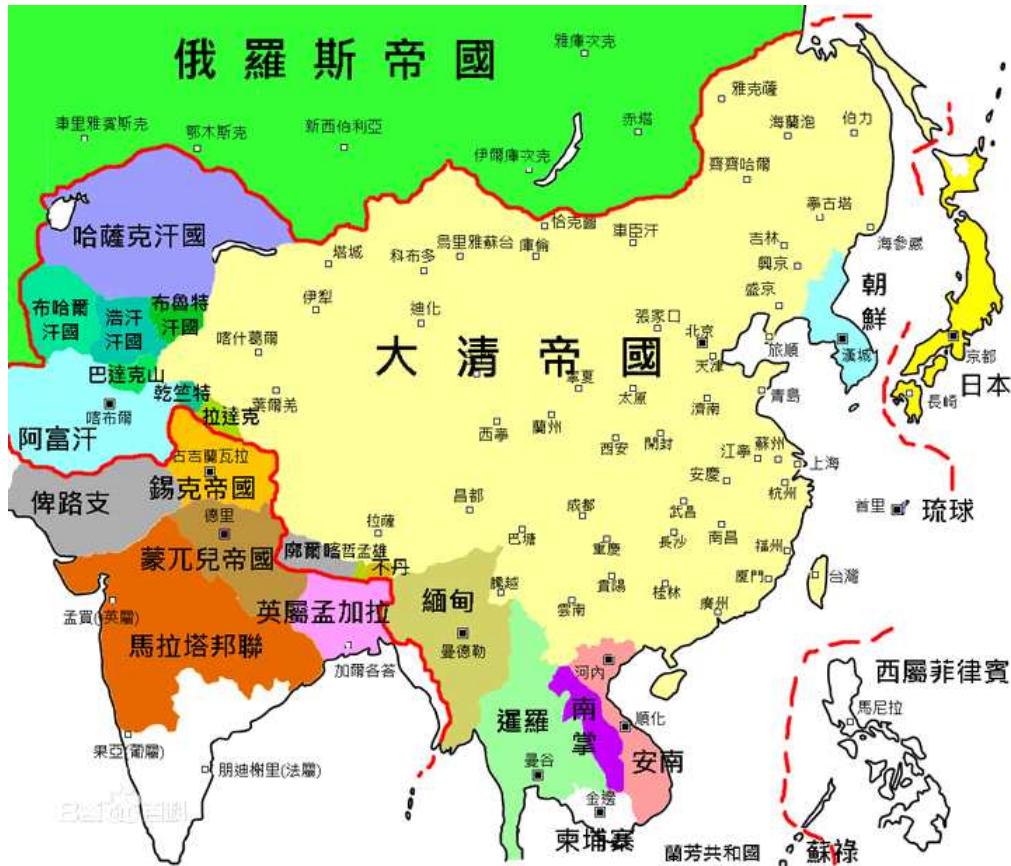 俄羅斯帝國
雅庫次克
車里雅賓斯克
鄂木斯克
新西伯利亞
赤塔
伊爾庫次克
雅克薩
海蘭泡
伯力
齊齊哈爾
寧古塔
海參崴
吉林
興京
盛京
哈薩克汗國
塔城
科布多
烏里雅蘇台
庫倫
恰克圖
車臣汗
布哈爾
汗國
浩汗
汗國
布魯特
汗國
伊犁
迪化
喀什葛爾
大清帝國
張家口
北京
天津
旅順
朝鮮
漢城
京都
日本
長崎
巴達克山
乾竺特
拉達克
葉爾羌
喀布爾
阿富汗
寧夏
太原
濟南
青島
西寧
蘭州
西安
開封
江寧
蘇州
上海
安慶
杭州
古吉蘭瓦拉
錫克帝國
俾路支
德里
蒙兀兒帝國
昌都
拉薩
成都
武昌
首里
琉球
巴塘
重慶
長沙
南昌
福州
廓爾喀
哲孟雄
不丹
騰越
貴陽
桂林
廈門
台灣
雲南
廣州
緬甸
曼德勒
孟買(英屬)
英屬孟加拉
馬拉塔邦聯
加爾各答
河內
西屬菲律賓
馬尼拉
暹羅
南掌
順化
安南
果亞(葡屬)
朋迪榭里(法屬)
曼谷
金邊
柬埔寨
蘭芳共和國
蘇祿
Bai百科